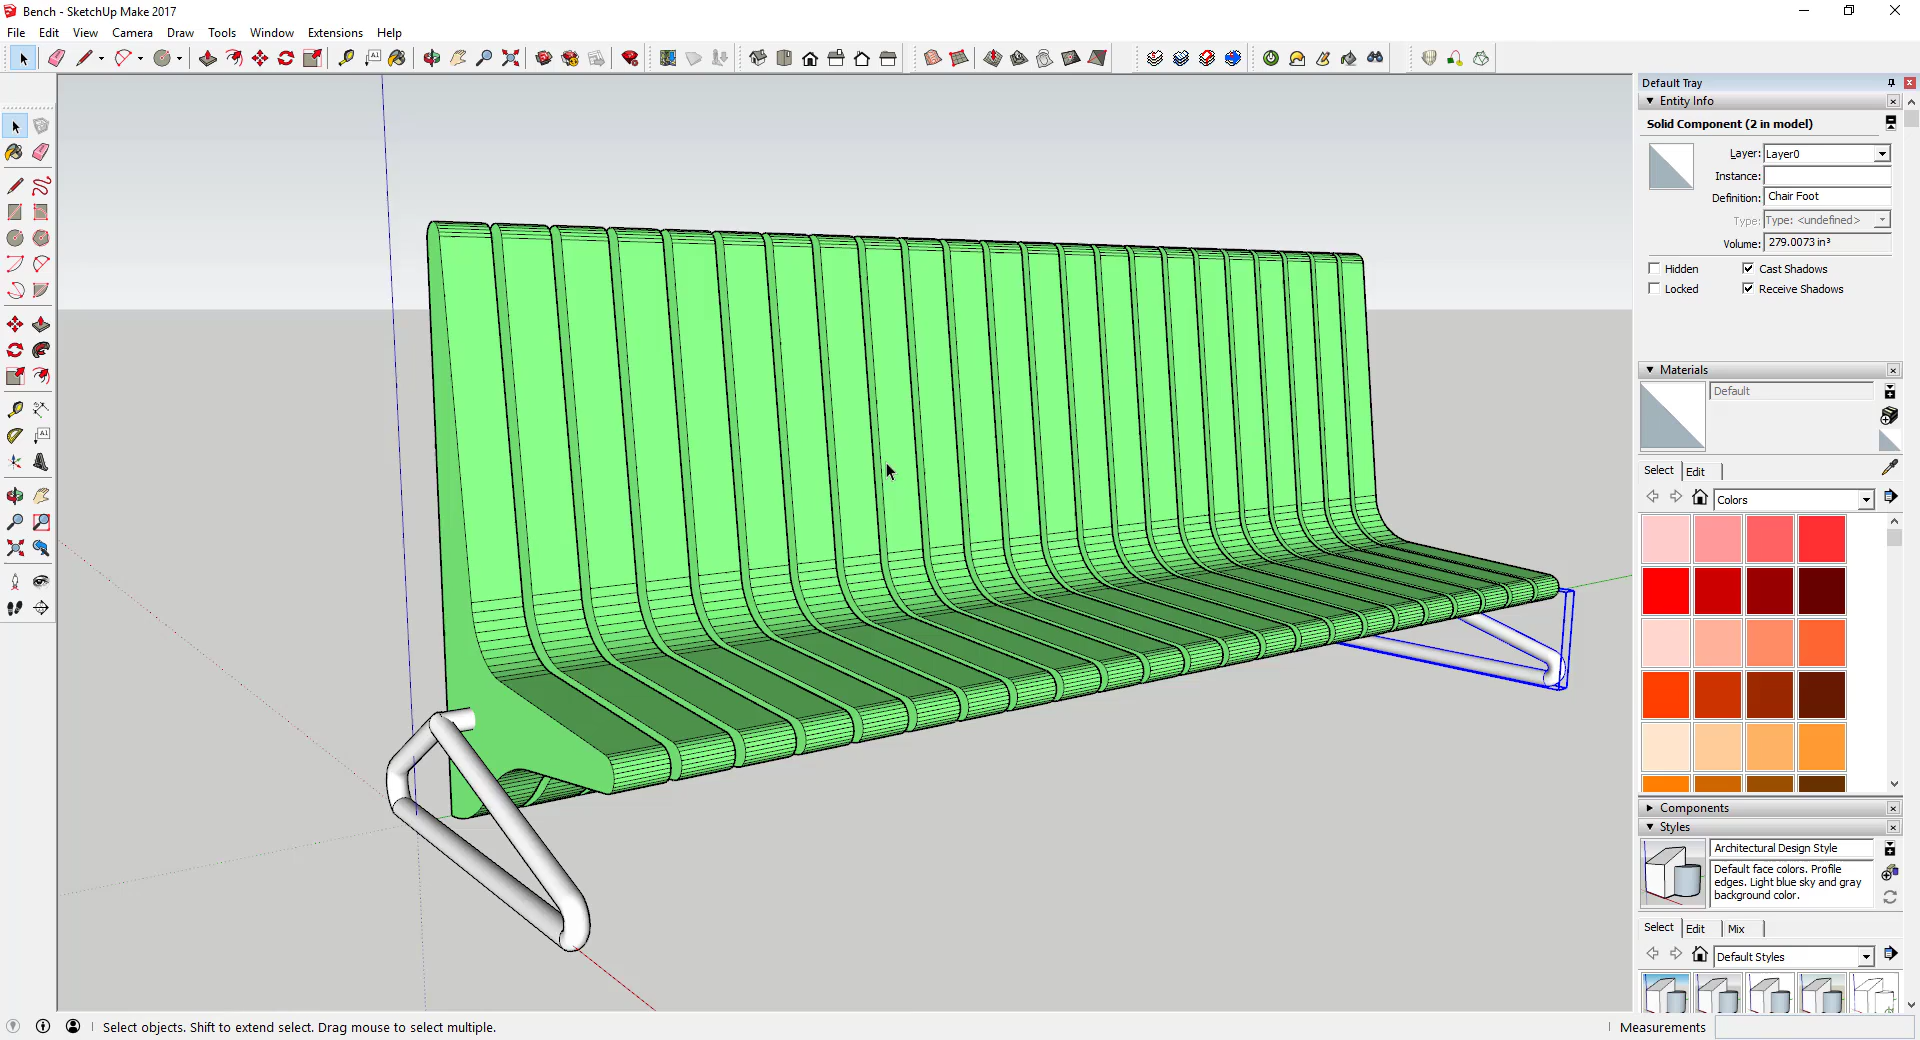 Bench - SketchUp Make 2017
File Edit View Camera Draw Tools Window Extensions Help
A1
Default Tray
Entity Info
Solid Component (2 in model)
Layer: Layer0
Instance:
Definition: Chair Foot
Type: Type: <undefined>
Volume: 279.0073 in³
Hidden Cast Shadows
Locked Receive Shadows
Materials
Default
Select Edit
Colors
A1
Components
Styles
Architectural Design Style
Default face colors. Profile
edges. Light blue sky and gray
background color.
Select Edit Mix
Default Styles
Select objects. Shift to extend select. Drag mouse to select multiple.
Measurements